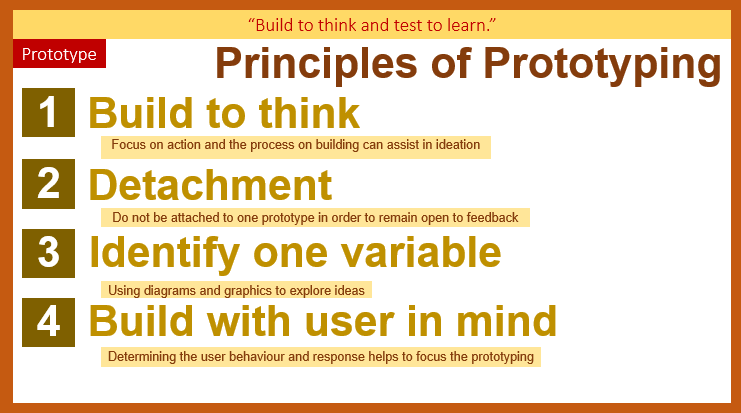 “Build to think and test to learn.”
Prototype
Principles of Prototyping
1 Build to think
Focus on action and the process on building can assist in ideation
2 Detachment
Do not be attached to one prototype in order to remain open to feedback
3 Identify one variable
Using diagrams and graphics to explore ideas
4 Build with user in mind
Determining the user behaviour and response helps to focus the prototyping